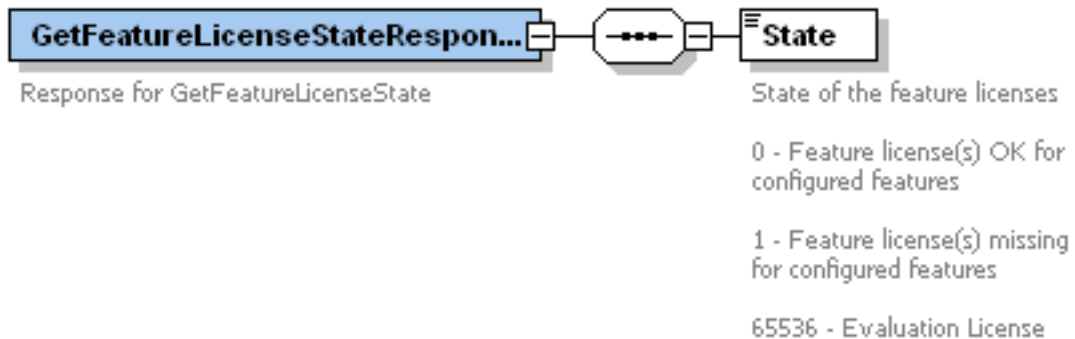 GetFeatureLicenseStateRespon...
State
Response for GetFeatureLicenseState
State of the feature licenses
0 - Feature license(s) OK for
configured features
1 - Feature license(s) missing
for configured features
65536 - Evaluation License